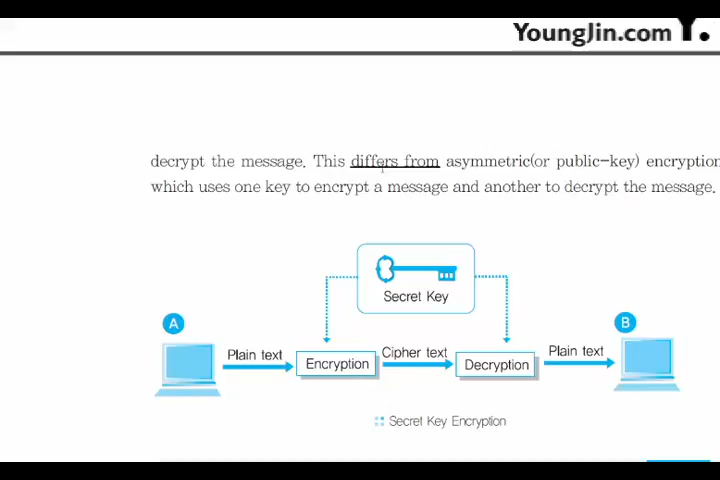 YoungJin.com Y.
decrypt the message. This differs from asymmetric(or public-key) encryption
which uses one key to encrypt a message and another to decrypt the message.
Secret Key
A
B
Plain text
Encryption
Cipher text
Decryption
Plain text
Secret Key Encryption